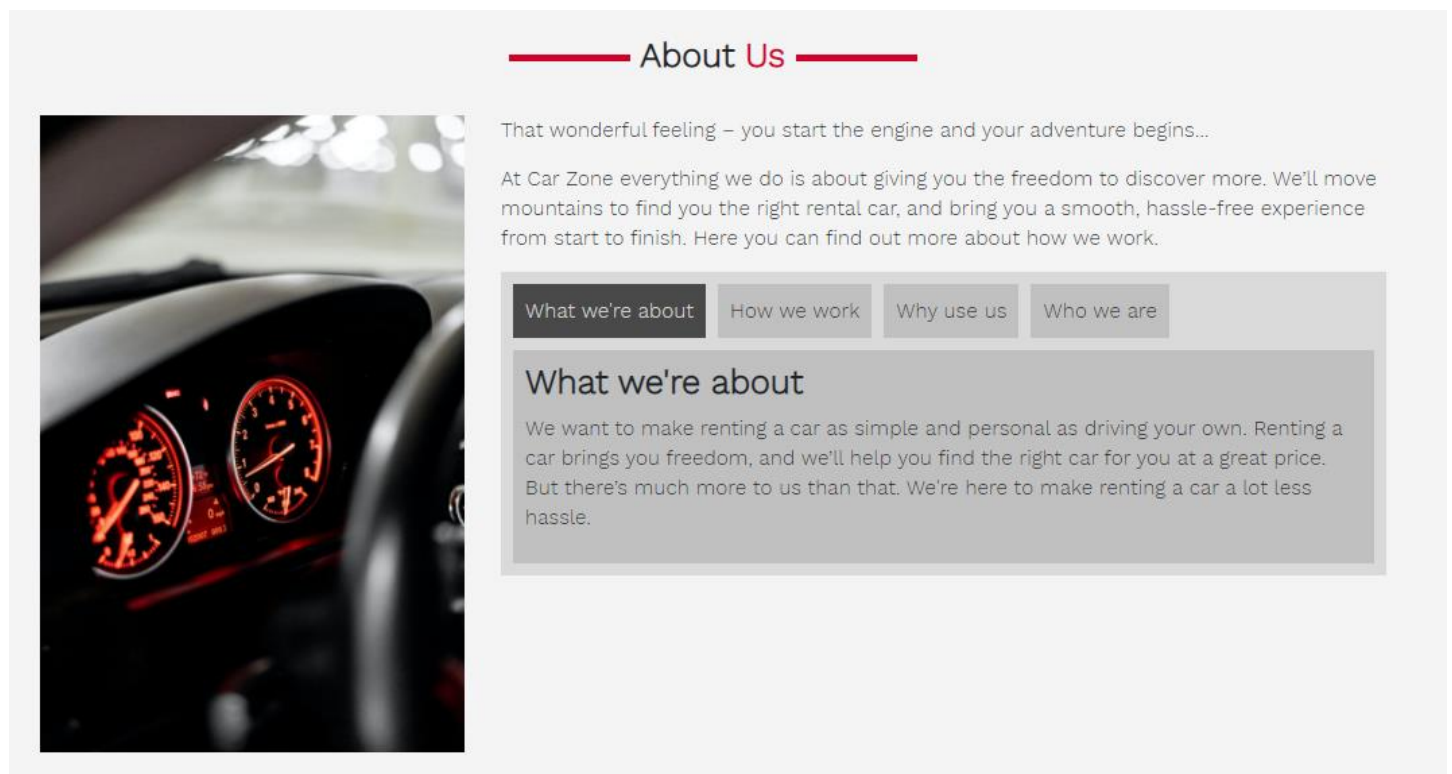 About Us
That wonderful feeling – you start the engine and your adventure begins...
At Car Zone everything we do is about giving you the freedom to discover more. We'll move
mountains to find you the right rental car, and bring you a smooth, hassle-free experience
from start to finish. Here you can find out more about how we work.
What we're about
How we work
Why use us
Who we are
What we're about
We want to make renting a car as simple and personal as driving your own. Renting a
car brings you freedom, and we'll help you find the right car for you at a great price.
But there's much more to us than that. We're here to make renting a car a lot less
hassle.